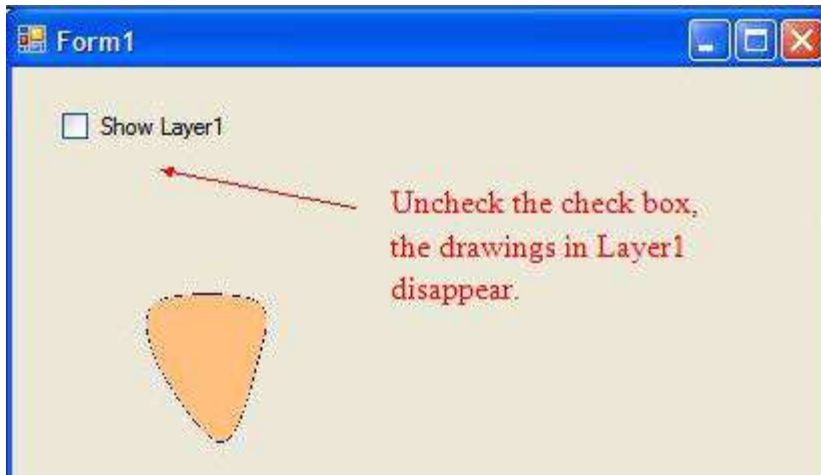 Form1
Show Layer1
Uncheck the check box,
the drawings in Layer1
disappear.